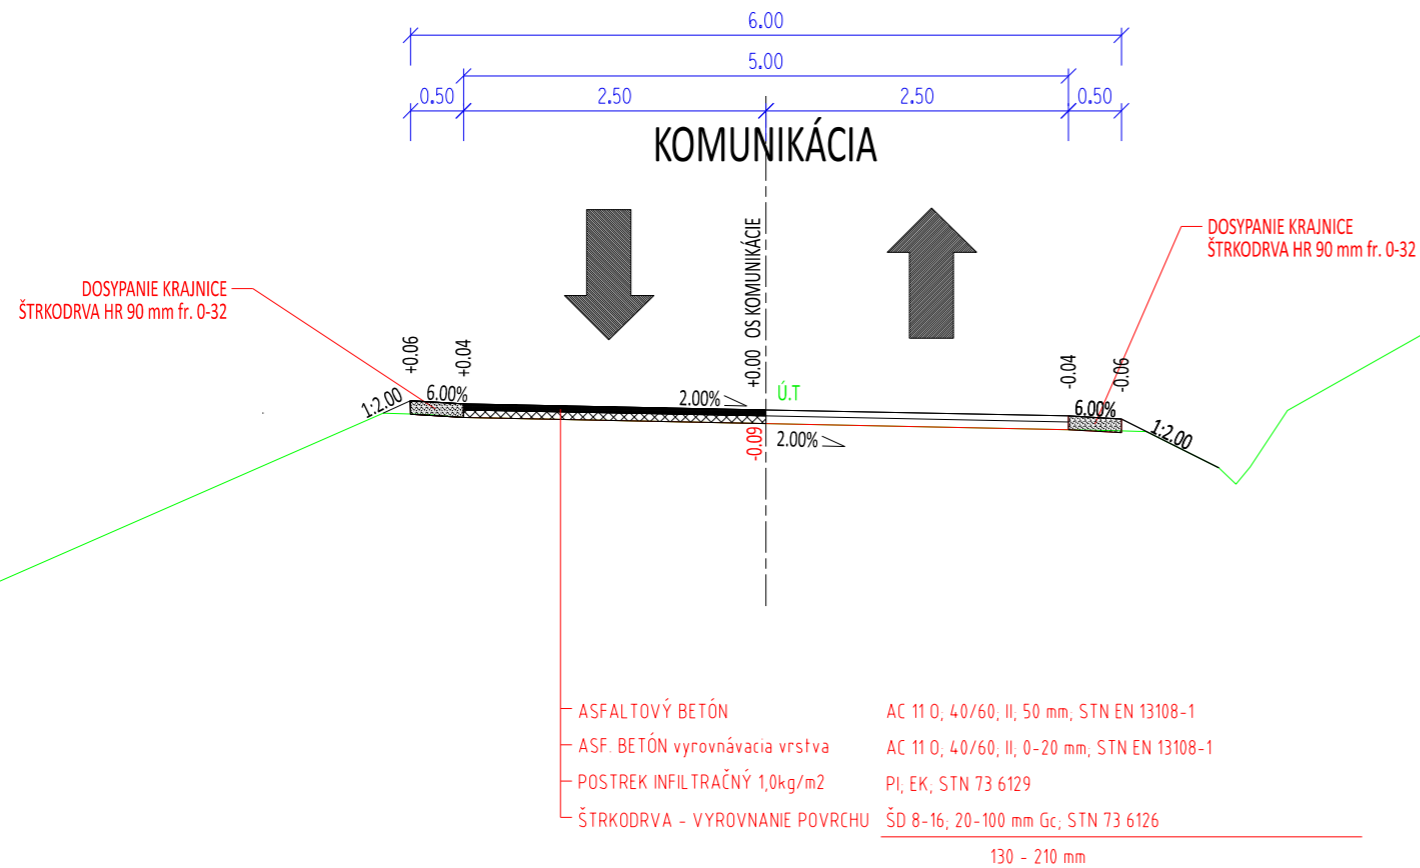 6.00
5.00
0.50 2.50 2.50 0.50
KOMUNIKÁCIA
DOSYPANIE KRAJNICE
ŠTRKODRVA HR 90 mm fr. 0-32
DOSYPANIE KRAJNICE
ŠTRKODRVA HR 90 mm fr. 0-32
+0.06
+0.04
+0.00 OS KOMUNIKÁCIE
-0.04
-0.06
1:2.00
6.00%
2.00%
Ú.T
6.00%
1:2.00
-0.09
2.00%
ASFALTOVÝ BETÓN AC 11 O; 40/60; II; 50 mm; STN EN 13108-1
ASF. BETÓN vyrovnávacia vrstva AC 11 O; 40/60; II; 0-20 mm; STN EN 13108-1
POSTREK INFILTRAČNÝ 1,0kg/m2 PI; EK; STN 73 6129
ŠTRKODRVA - VYROVNANIE POVRCHU ŠD 8-16; 20-100 mm Gc; STN 73 6126
130 - 210 mm